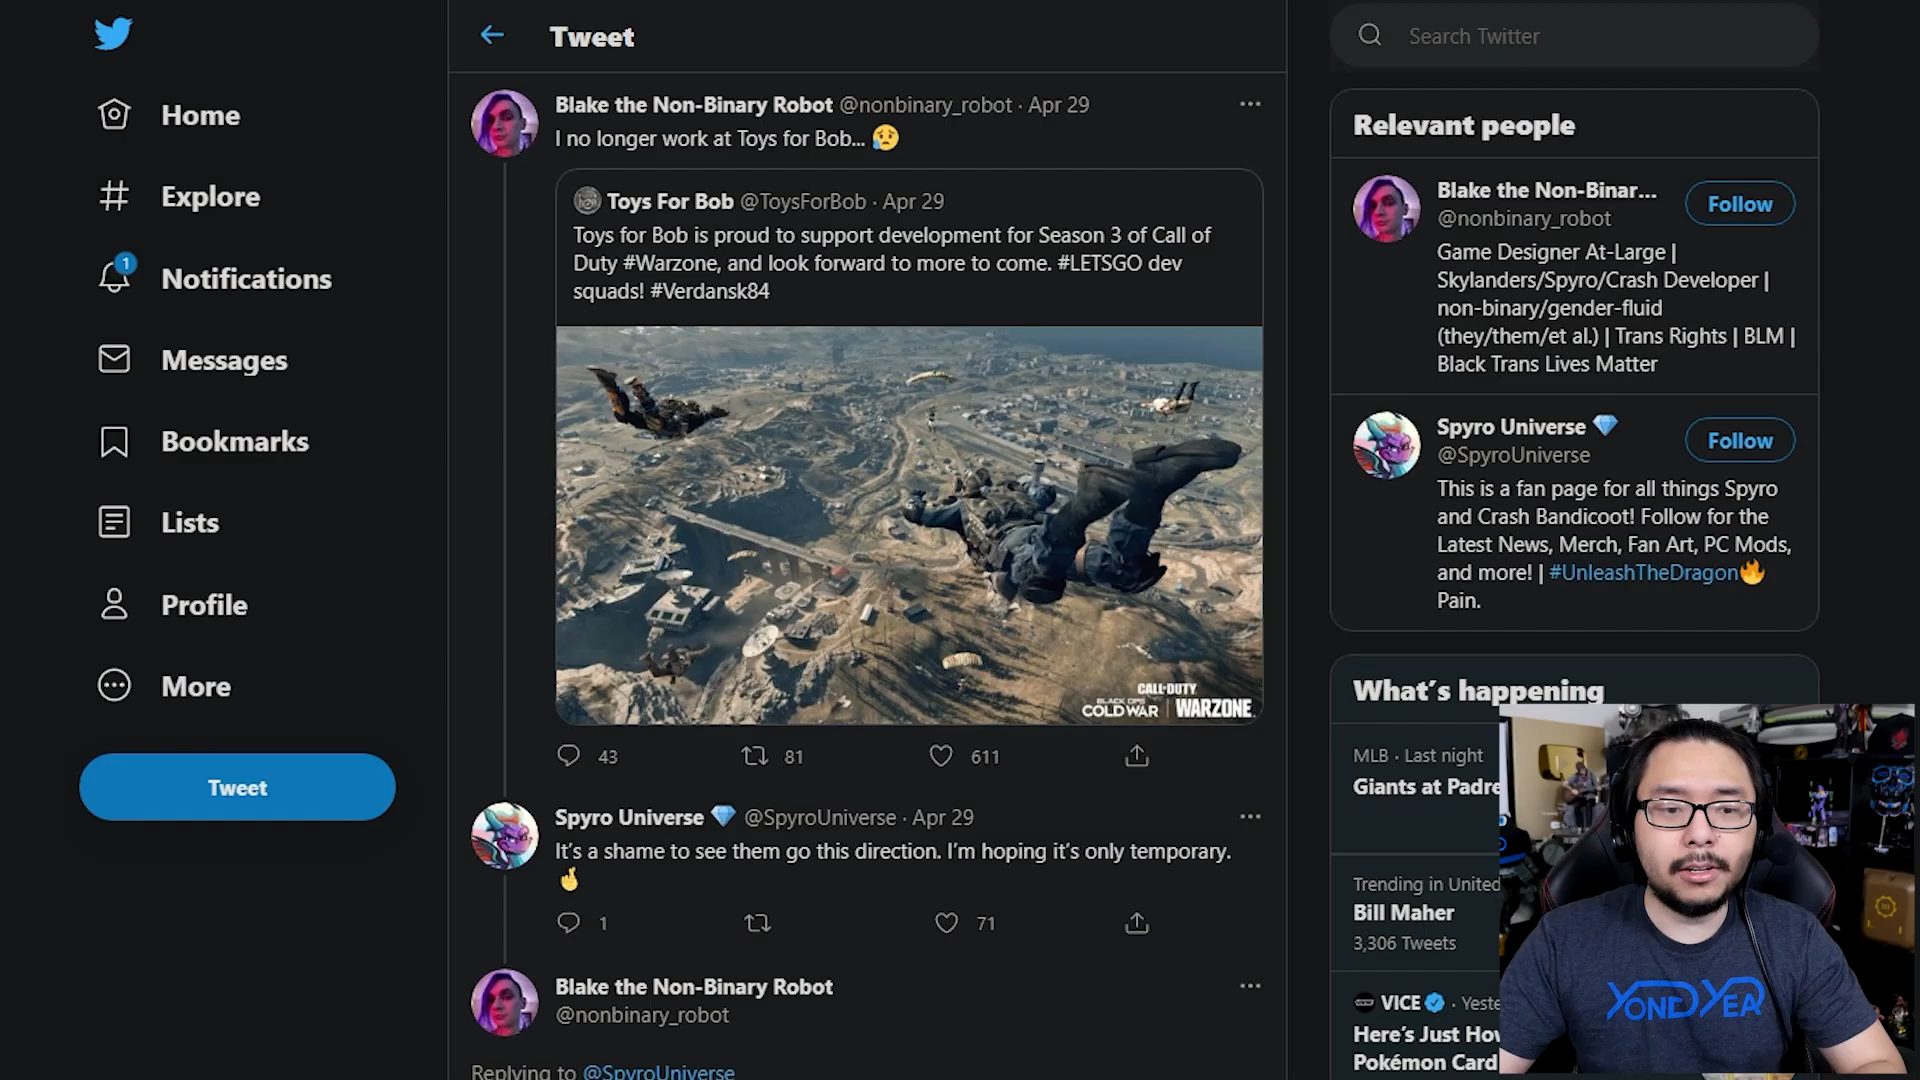 Home
Explore
1
Notifications
Messages
Bookmarks
Lists
Profile
More
Tweet
Tweet
Blake the Non-Binary Robot @nonbinary_robot · Apr 29
I no longer work at Toys for Bob... 😥
Toys For Bob @ToysForBob · Apr 29
Toys for Bob is proud to support development for Season 3 of Call of
Duty #Warzone, and look forward to more to come. #LETSGO dev
squads! #Verdansk84
CALL·DUTY
BLACK OPS
COLD WAR | WARZONE
43 81 611
Spyro Universe 💎 @SpyroUniverse · Apr 29
It's a shame to see them go this direction. I'm hoping it's only temporary.
🤞
1 71
Blake the Non-Binary Robot
@nonbinary_robot
Replying to @SpyroUniverse
Search Twitter
Relevant people
Blake the Non-Binar...
@nonbinary_robot
Follow
Game Designer At-Large |
Skylanders/Spyro/Crash Developer |
non-binary/gender-fluid
(they/them/et al.) | Trans Rights | BLM |
Black Trans Lives Matter
Spyro Universe 💎
@SpyroUniverse
Follow
This is a fan page for all things Spyro
and Crash Bandicoot! Follow for the
Latest News, Merch, Fan Art, PC Mods,
and more! | #UnleashTheDragon🔥
Pain.
What's happening
MLB · Last night
Giants at Padre
Trending in United
Bill Maher
3,306 Tweets
VICE · Yeste
Here's Just How
Pokémon Card
YONGYEA